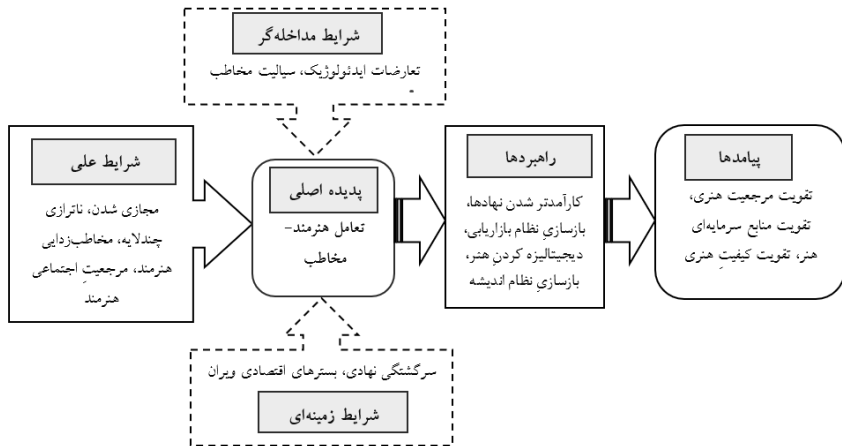 شرایط مداخله‌گر
تعارضات ایدئولوژیک، سیالیت مخاطب
شرایط علی
مجازی شدن، ناترازی
چندلایه، مخاطب‌زدایی
هنرمند، مرجعیتِ اجتماعی
هنرمند
پدیده اصلی
تعامل هنرمند-
مخاطب
راهبردها
کارآمدتر شدن نهادها،
بازسازیِ نظام بازاریابی،
دیجیتالیزه کردنِ هنر،
بازسازیِ نظام اندیشه
پیامدها
تقویت مرجعیت هنری،
تقویت منابع سرمایه‌ای
هنر، تقویت کیفیتِ هنری
سرگشتگی نهادی، بسترهای اقتصادی ویران
شرایط زمینه‌ای